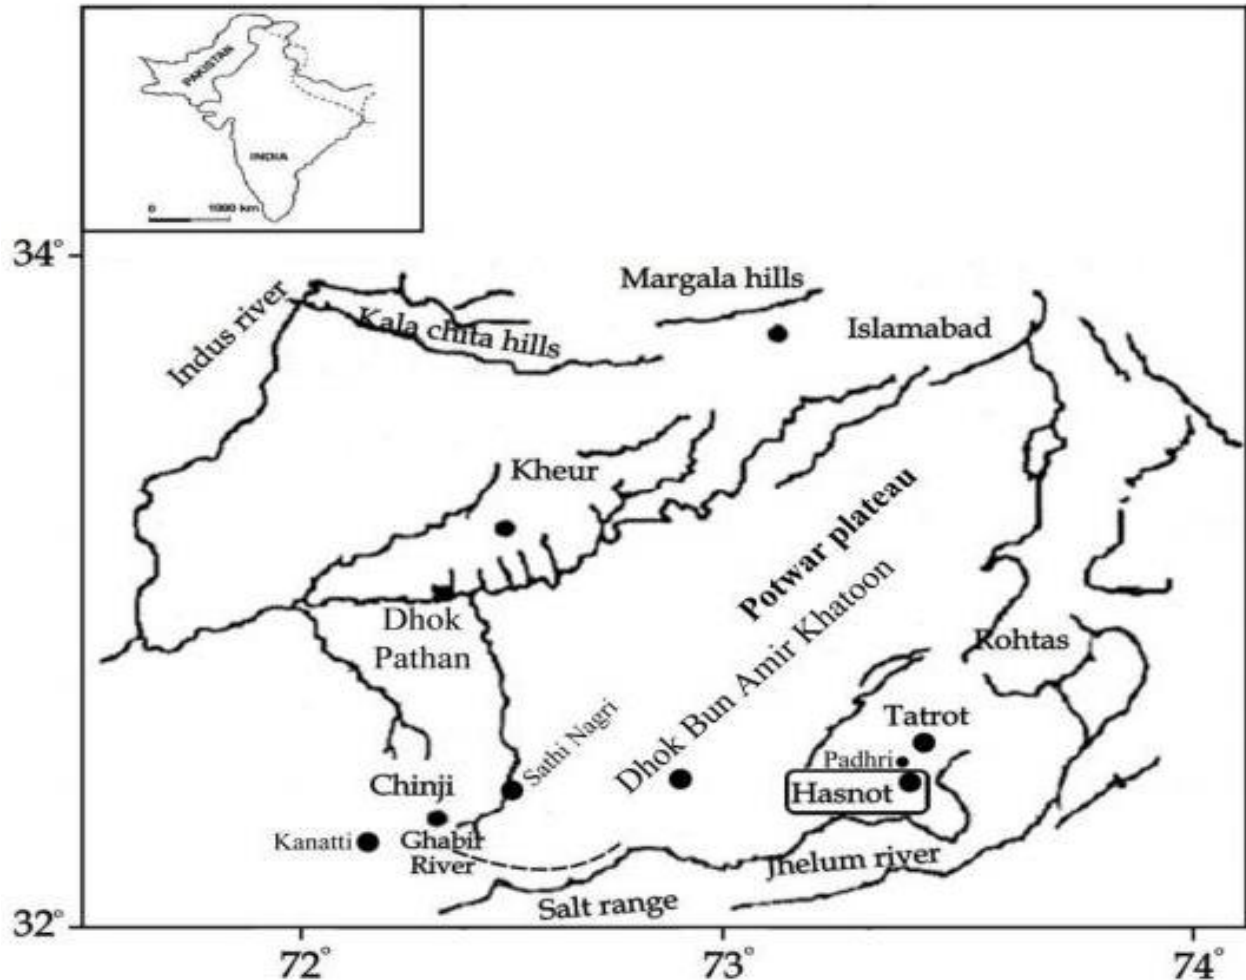 PAKISTAN
INDIA
0 1000 km
34°
Margala hills
Indus river
Kala chita hills
Islamabad
Kheur
Potwar plateau
Dhok
Pathan
Dhok Bun Amir Khatoon
Rohtas
Sathi Nagri
Tatrot
Padhri
Chinji
Hasnot
Kanatti
Ghabir
River
Jhelum river
Salt range
32°
72°
73°
74°